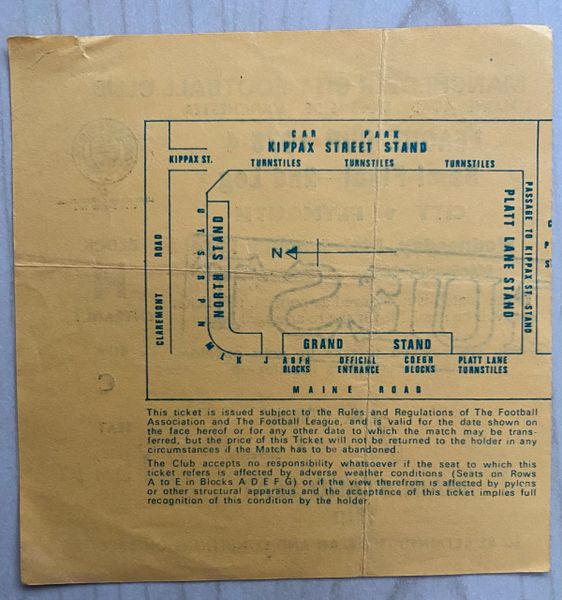 CAR PARK
KIPPAX STREET STAND
KIPPAX ST.
TURNSTILES TURNSTILES TURNSTILES
CLAREMONT ROAD
U T S R P N M L K J
NORTH STAND
N
PLATT LANE STAND
PASSAGE TO KIPPAX ST. STAND
GRAND STAND
ADFH BLOCKS
OFFICIAL ENTRANCE
CDEGH BLOCKS
PLATT LANE TURNSTILES
MAINE ROAD
This ticket is issued subject to the Rules and Regulations of The Football
Association and The Football League, and is valid for the date shown on
the face hereof or for any other date to which the match may be trans-
ferred, but the price of this Ticket will not be returned to the holder in any
circumstances if the Match has to be abandoned.
The Club accepts no responsibility whatsoever if the seat to which this
ticket refers is affected by adverse weather conditions (Seats on Rows
A to E in Blocks A D E F G) or if the view therefrom is affected by pylons
or other structural apparatus and the acceptance of this ticket implies full
recognition of this condition by the holder.